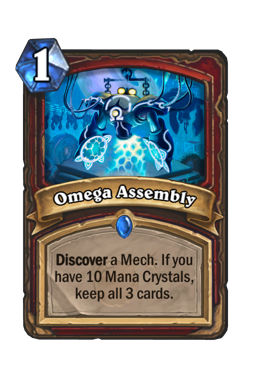 1
Omega Assembly
Discover a Mech. If you
have 10 Mana Crystals,
keep all 3 cards.